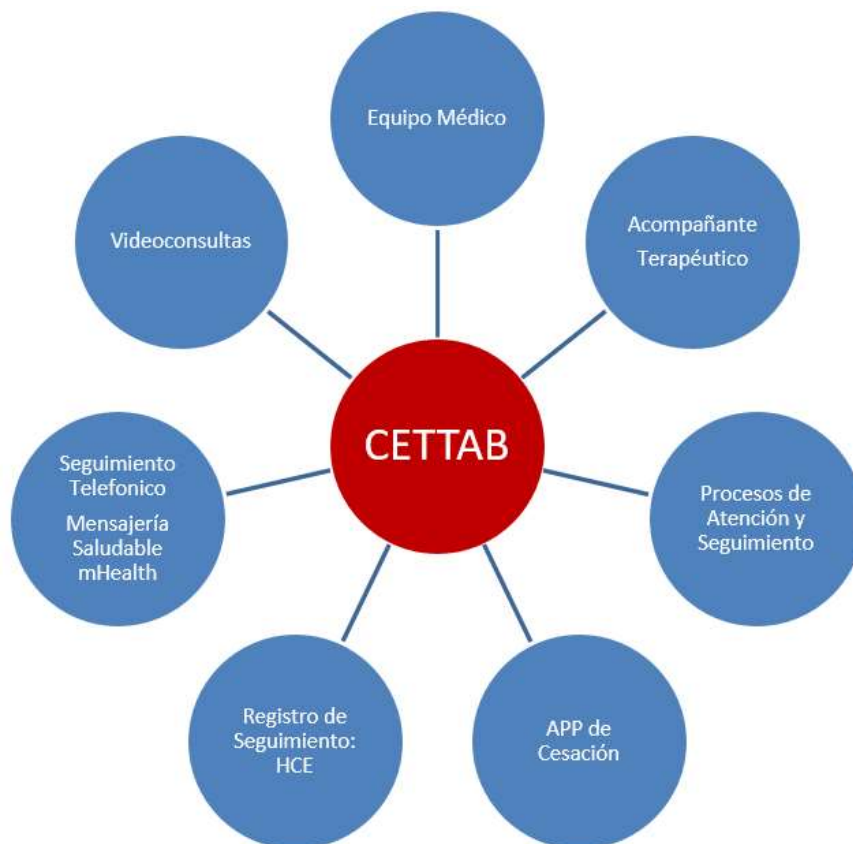 Equipo Médico
Acompañante
Terapéutico
Procesos de
Atención y
Seguimiento
APP de
Cesación
Registro de
Seguimiento:
HCE
Seguimiento
Telefonico
Mensajería
Saludable
mHealth
Videoconsultas
CETTAB